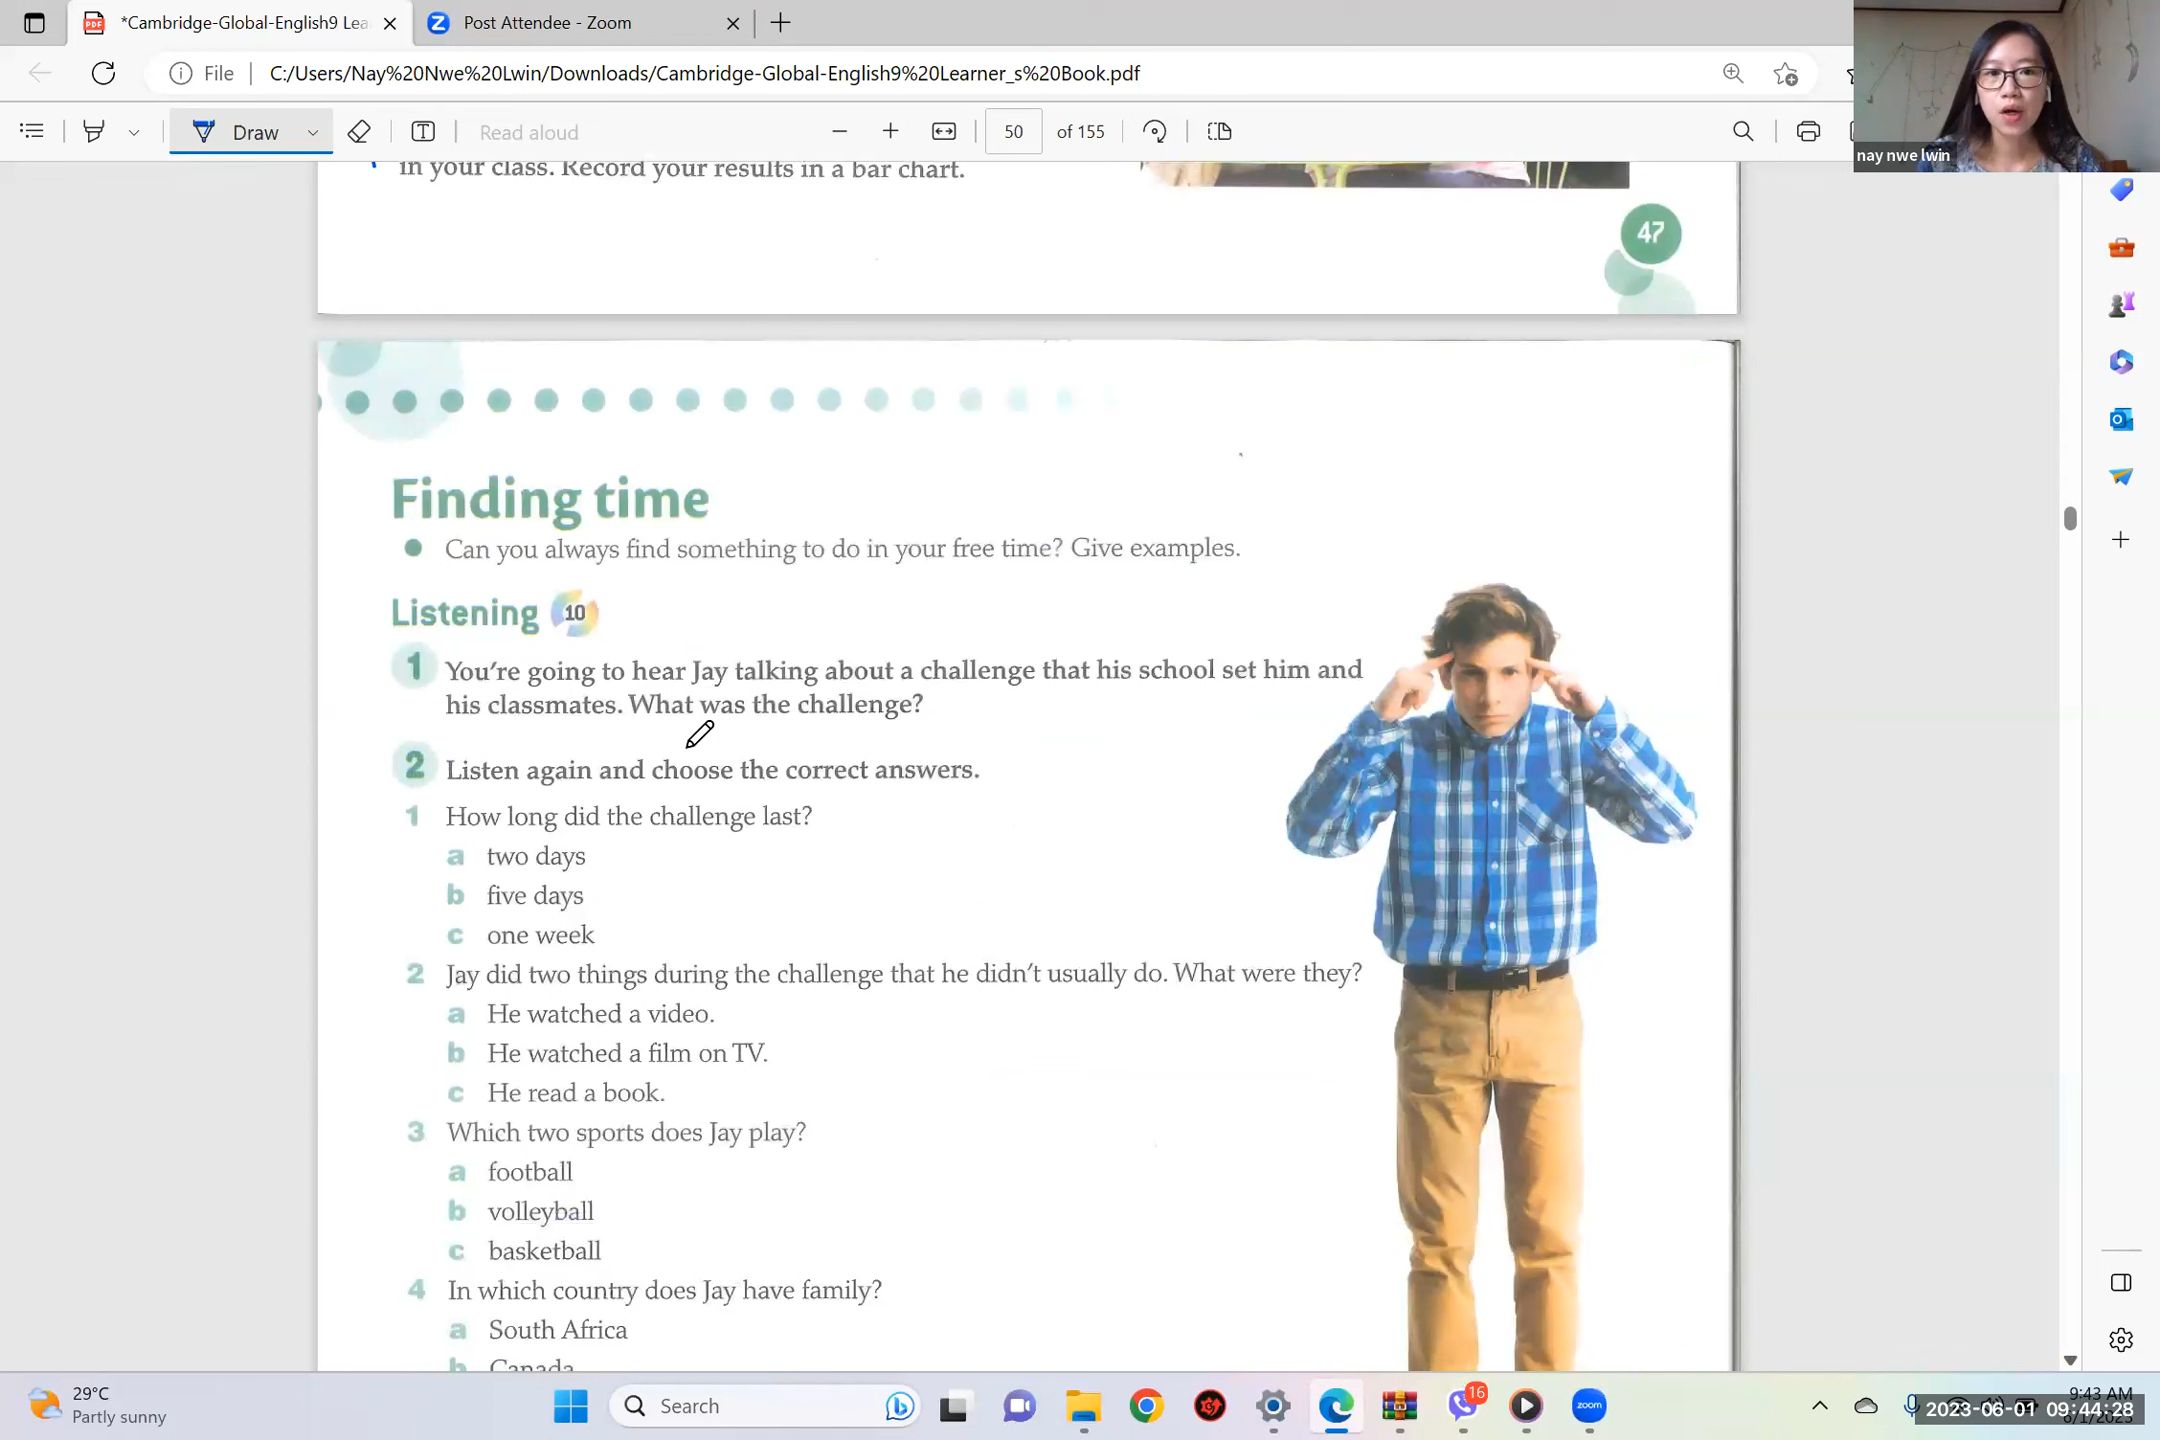 *Cambridge-Global-English9 Lea
Post Attendee - Zoom
File
C:/Users/Nay%20Nwe%20Lwin/Downloads/Cambridge-Global-English9%20Learner_s%20Book.pdf
Draw
Read aloud
50
of 155
nay nwe lwin
in your class. Record your results in a bar chart.
47
Finding time
Can you always find something to do in your free time? Give examples.
Listening 10
1 You're going to hear Jay talking about a challenge that his school set him and
his classmates. What was the challenge?
2 Listen again and choose the correct answers.
1 How long did the challenge last?
a two days
b five days
c one week
2 Jay did two things during the challenge that he didn't usually do. What were they?
a He watched a video.
b He watched a film on TV.
c He read a book.
3 Which two sports does Jay play?
a football
b volleyball
c basketball
4 In which country does Jay have family?
a South Africa
b Canada
29°C
Partly sunny
Search
16
zoom
9:43 AM
2023-06-01 09:44:28